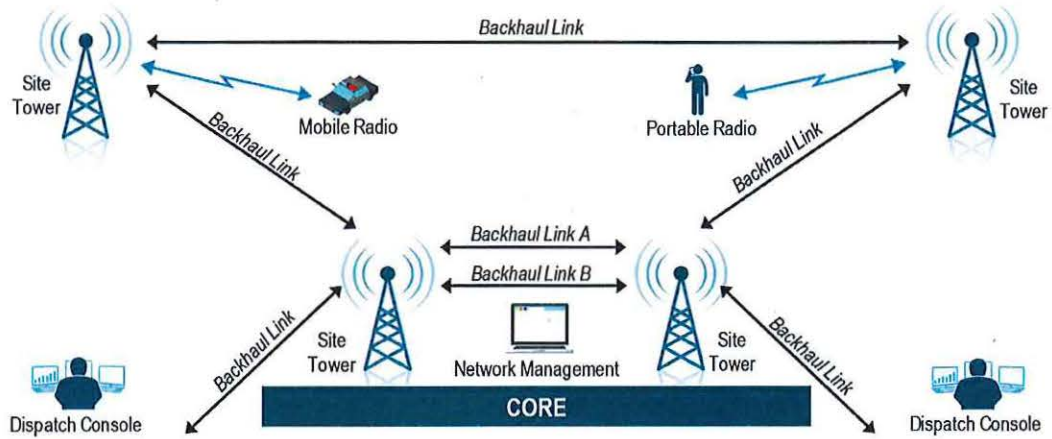 Backhaul Link
Site
Tower
Mobile Radio
Portable Radio
Site
Tower
Backhaul Link
Backhaul Link
Backhaul Link A
Backhaul Link B
Site
Tower
Network Management
Site
Tower
Backhaul Link
Backhaul Link
Dispatch Console
CORE
Dispatch Console